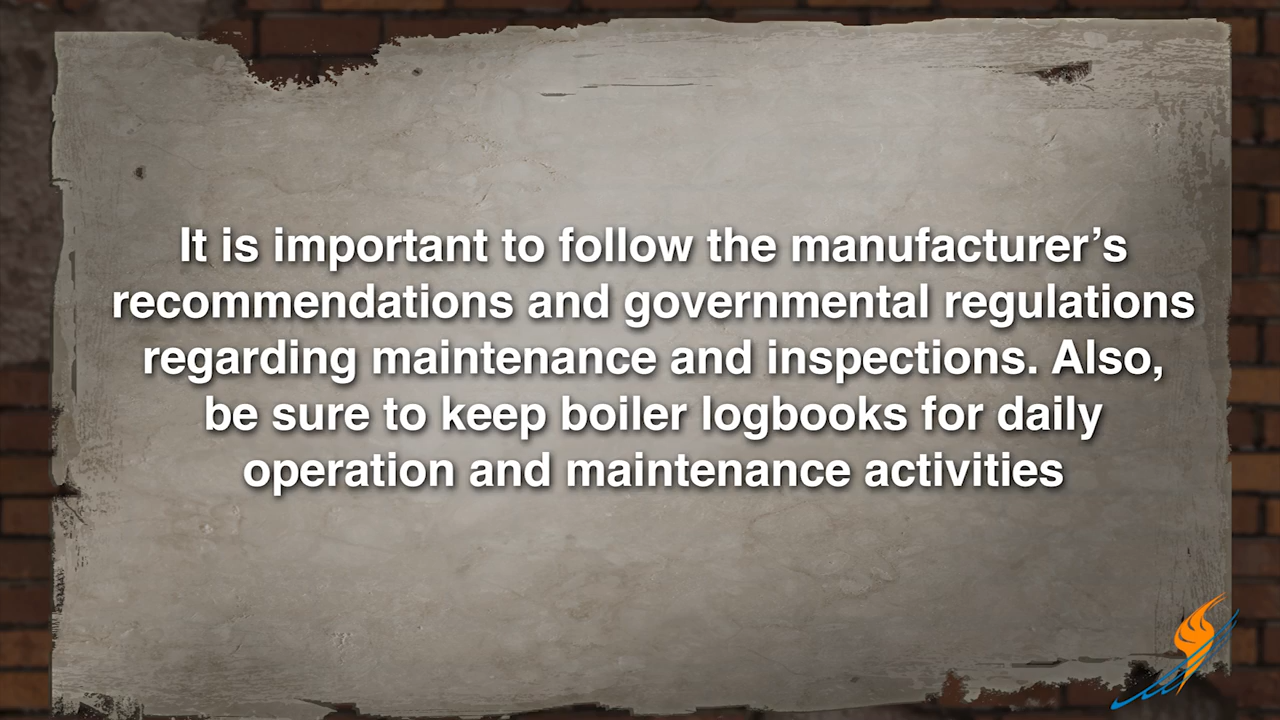 It is important to follow the manufacturer’s
recommendations and governmental regulations
regarding maintenance and inspections. Also,
be sure to keep boiler logbooks for daily
operation and maintenance activities